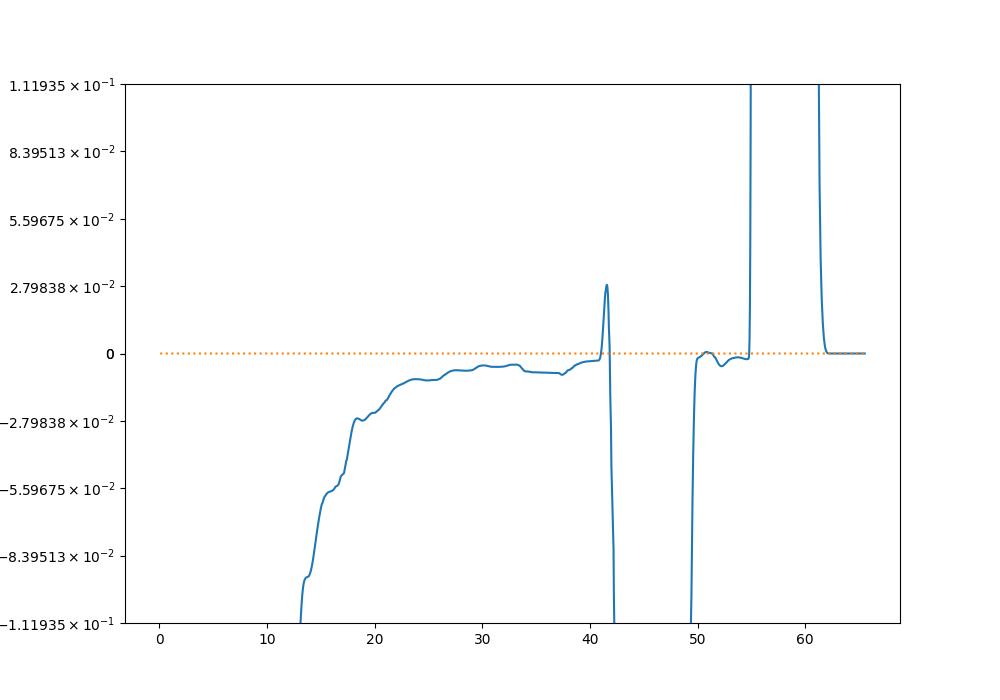 1.11935 × 10⁻¹
8.39513 × 10⁻²
5.59675 × 10⁻²
2.79838 × 10⁻²
0
−2.79838 × 10⁻²
−5.59675 × 10⁻²
−8.39513 × 10⁻²
−1.11935 × 10⁻¹
0 10 20 30 40 50 60